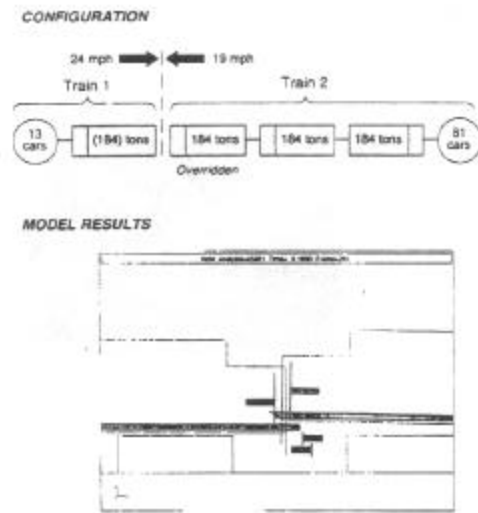 CONFIGURATION
24 mph 19 mph
Train 1 Train 2
13 cars (184) tons 184 tons 184 tons 184 tons 81 cars
Overridden
MODEL RESULTS